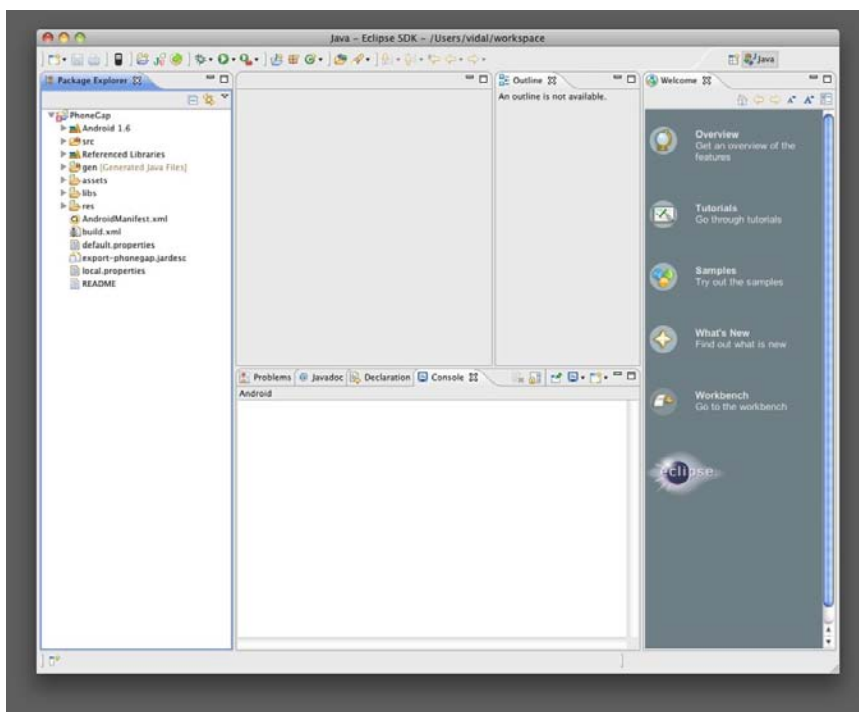 Java – Eclipse SDK – /Users/vidal/workspace
Java
Package Explorer
PhoneCap
Android 1.6
src
Referenced Libraries
gen [Generated Java Files]
assets
libs
res
AndroidManifest.xml
build.xml
default.properties
export-phonegap.jardesc
local.properties
README
Outline
An outline is not available.
Problems
Javadoc
Declaration
Console
Android
Welcome
Overview
Get an overview of the
features
Tutorials
Go through tutorials
Samples
Try out the samples
What's New
Find out what is new
Workbench
Go to the workbench
eclipse